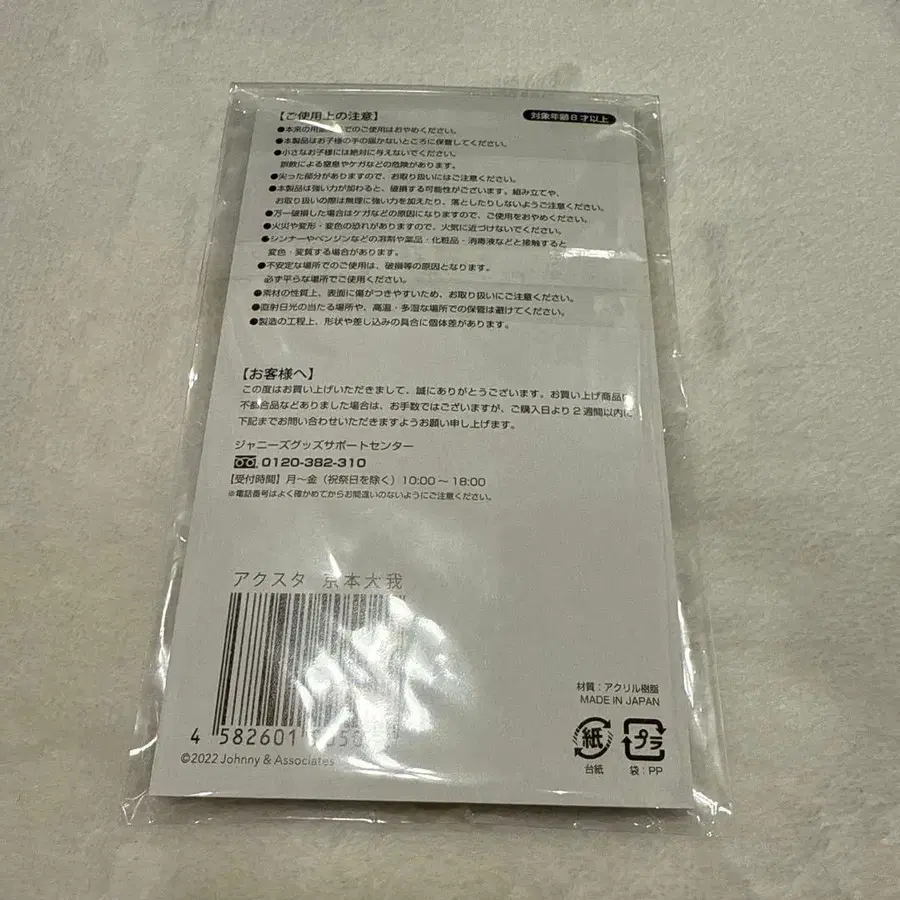 【ご使用上の注意】
対象年齢8才以上
●本来の用途 でのご使用はおやめください。
●本製品はお子様の手の届かないところに保管してください。
●小さなお子様には絶対に与えないでください。
誤飲による窒息やケガなどの危険があります。
●尖った部分がありますので、お取り扱いにはご注意ください。
●本製品は強い力が加わると、破損する可能性がございます。組み立てや、
お取り扱いの際は無理に強い力を加えたり、落としたりしないようご注意ください。
●万一破損した場合はケガなどの原因になりますので、ご使用をおやめください。
●火災や変形・変色の恐れがありますので、火気に近づけないでください。
●シンナーやベンジンなどの溶剤や薬品・化粧品・消毒液などと接触すると
変色・変質する場合があります。
●不安定な場所でのご使用は、破損等の原因となります。
必ず平らな場所でご使用ください。
●素材の性質上、表面に傷がつきやすいため、お取り扱いにご注意ください。
●直射日光の当たる場所や、高温・多湿な場所での保管は避けてください。
●製造の工程上、形状や差し込みの具合に個体差があります。
【お客様へ】
この度はお買い上げいただきまして、誠にありがとうございます。お買い上げ商品に
不都合品などありました場合は、お手数ではございますが、ご購入日より2週間以内に
下記までお問い合わせいただきますようお願い申し上げます。
ジャニーズグッズサポートセンター
0120-382-310
【受付時間】月～金（祝祭日を除く）10:00～18:00
※電話番号はよく確かめてからお間違いのないようにご注意ください。
アクスタ 京本大我
4 582601
©2022 Johnny & Associates
材質：アクリル樹脂
MADE IN JAPAN
紙
台紙
プラ
袋：PP